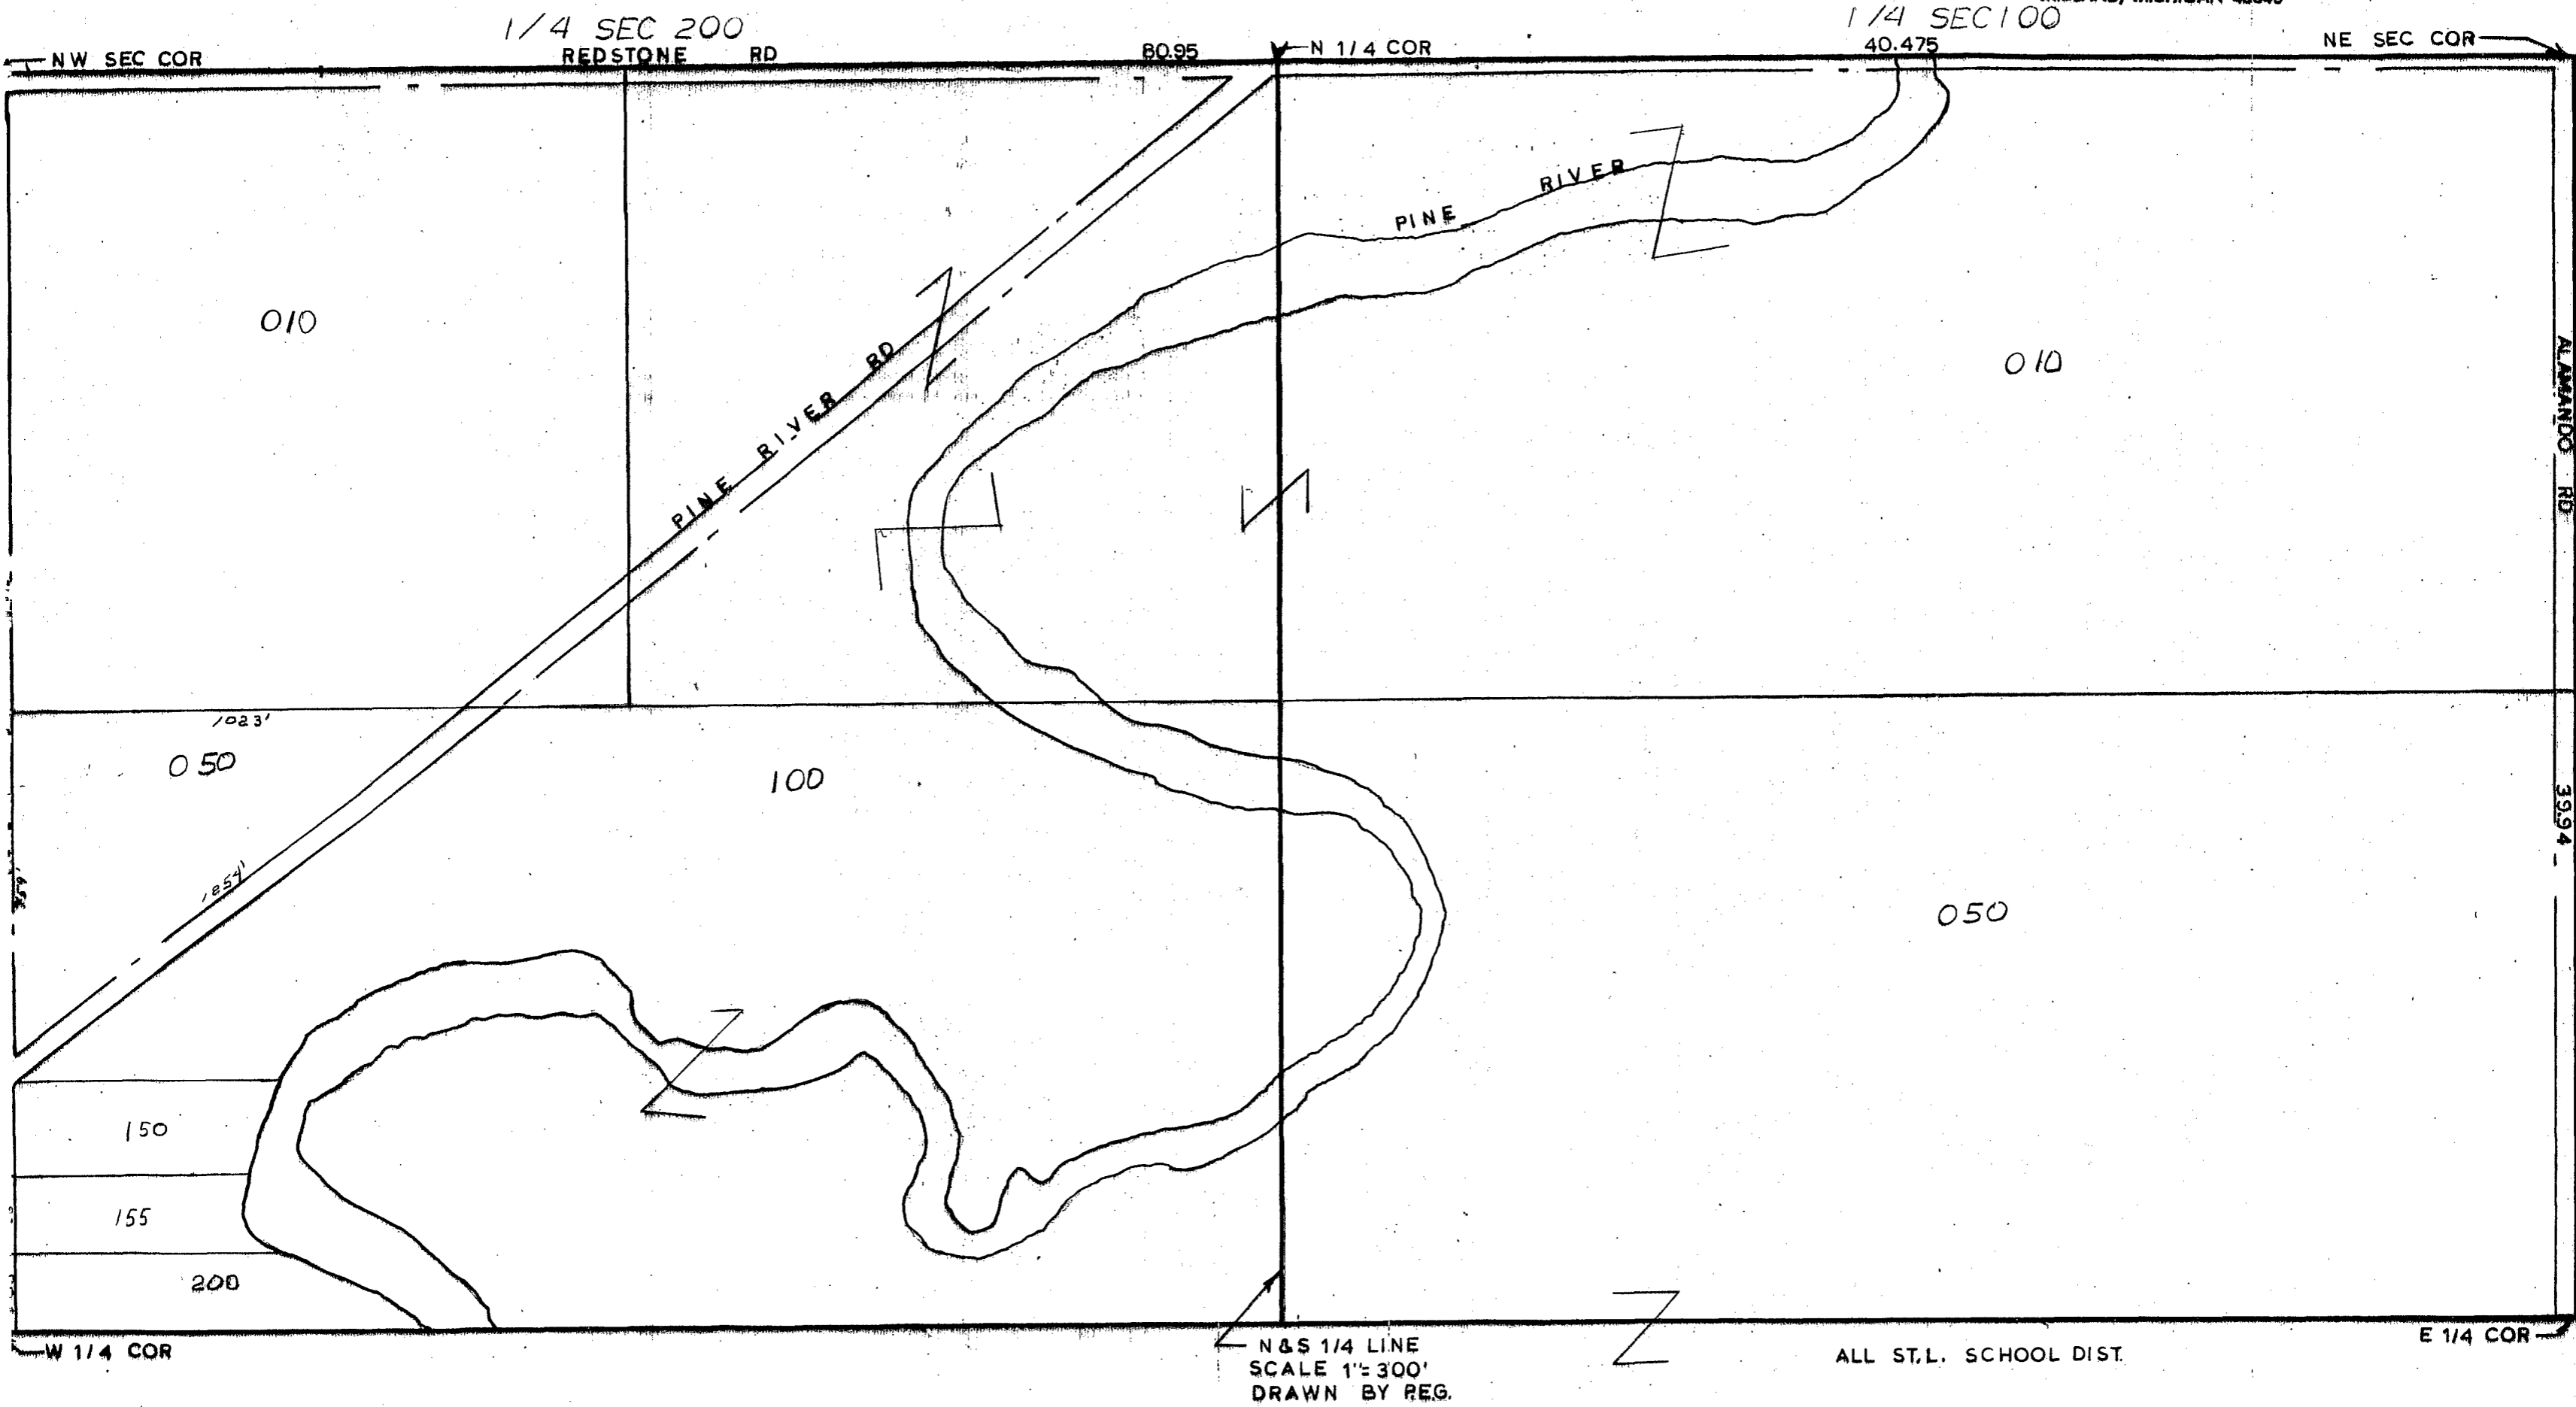 1/4 SEC 200
1/4 SEC 100
NW SEC COR
REDSTONE RD
80.95
N 1/4 COR
40.475
NE SEC COR
PINE RIVER
010
PINE RIVER RD
010
ALAMANDO RD
1023'
050
100
39.94
1254'
050
150
155
200
W 1/4 COR
N&S 1/4 LINE
SCALE 1"=300'
DRAWN BY R.E.G.
ALL ST.L. SCHOOL DIST.
E 1/4 COR